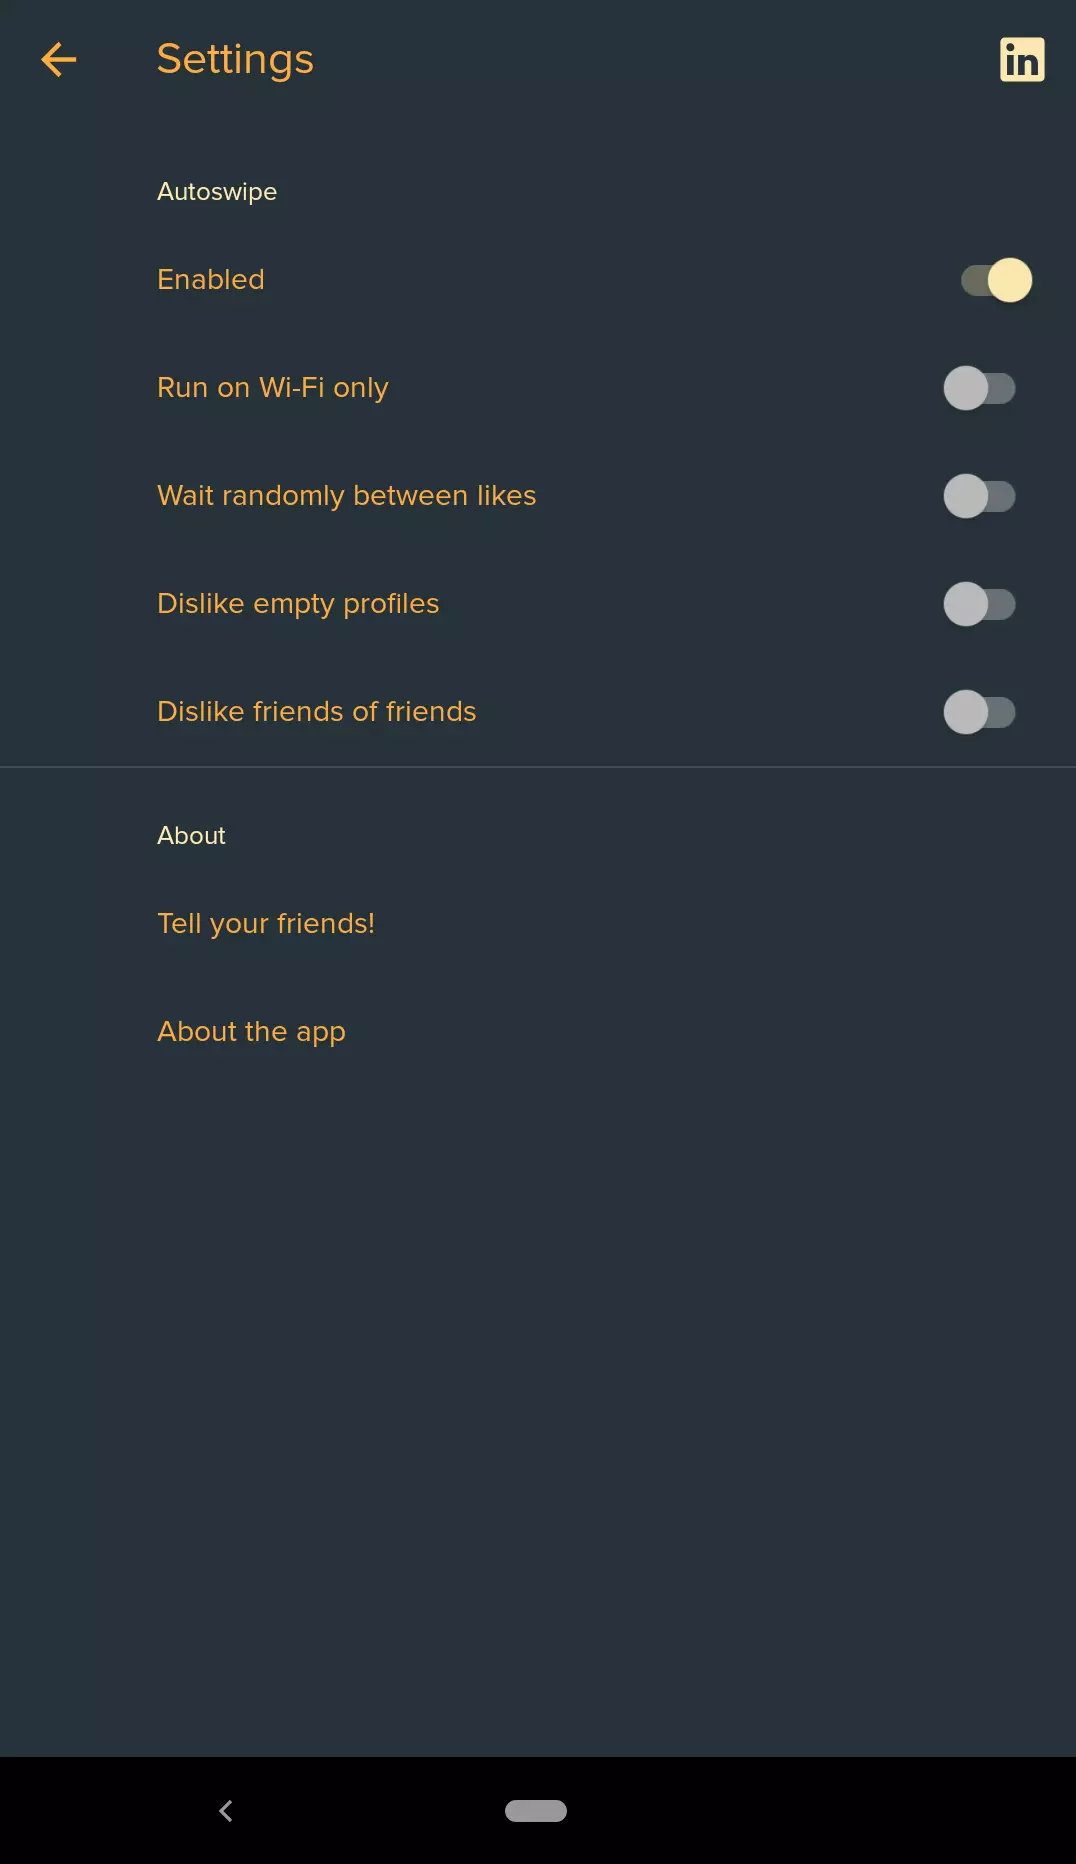 Settings
in
Autoswipe
Enabled
Run on Wi-Fi only
Wait randomly between likes
Dislike empty profiles
Dislike friends of friends
About
Tell your friends!
About the app